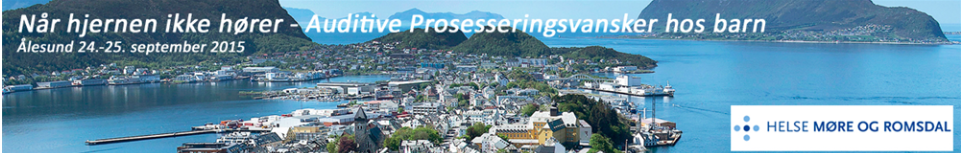 Når hjernen ikke hører - Auditive Prosesseringsvansker hos barn
Ålesund 24.-25. september 2015
HELSE MØRE OG ROMSDAL